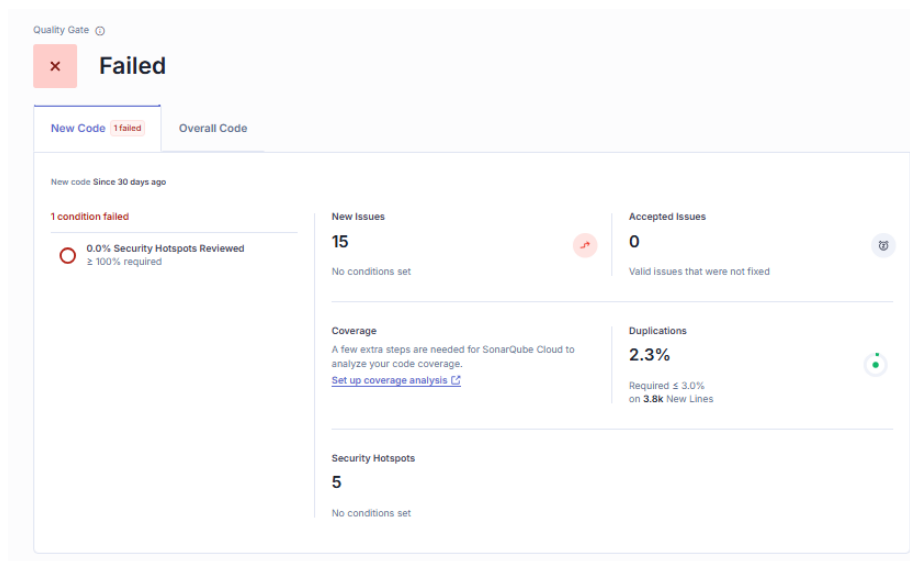 Quality Gate
Failed
New Code 1 failed
Overall Code
New code Since 30 days ago
1 condition failed
0.0% Security Hotspots Reviewed
≥ 100% required
New Issues
15
No conditions set
Accepted Issues
0
Valid issues that were not fixed
Coverage
A few extra steps are needed for SonarQube Cloud to
analyze your code coverage.
Set up coverage analysis
Duplications
2.3%
Required ≤ 3.0%
on 3.8k New Lines
Security Hotspots
5
No conditions set